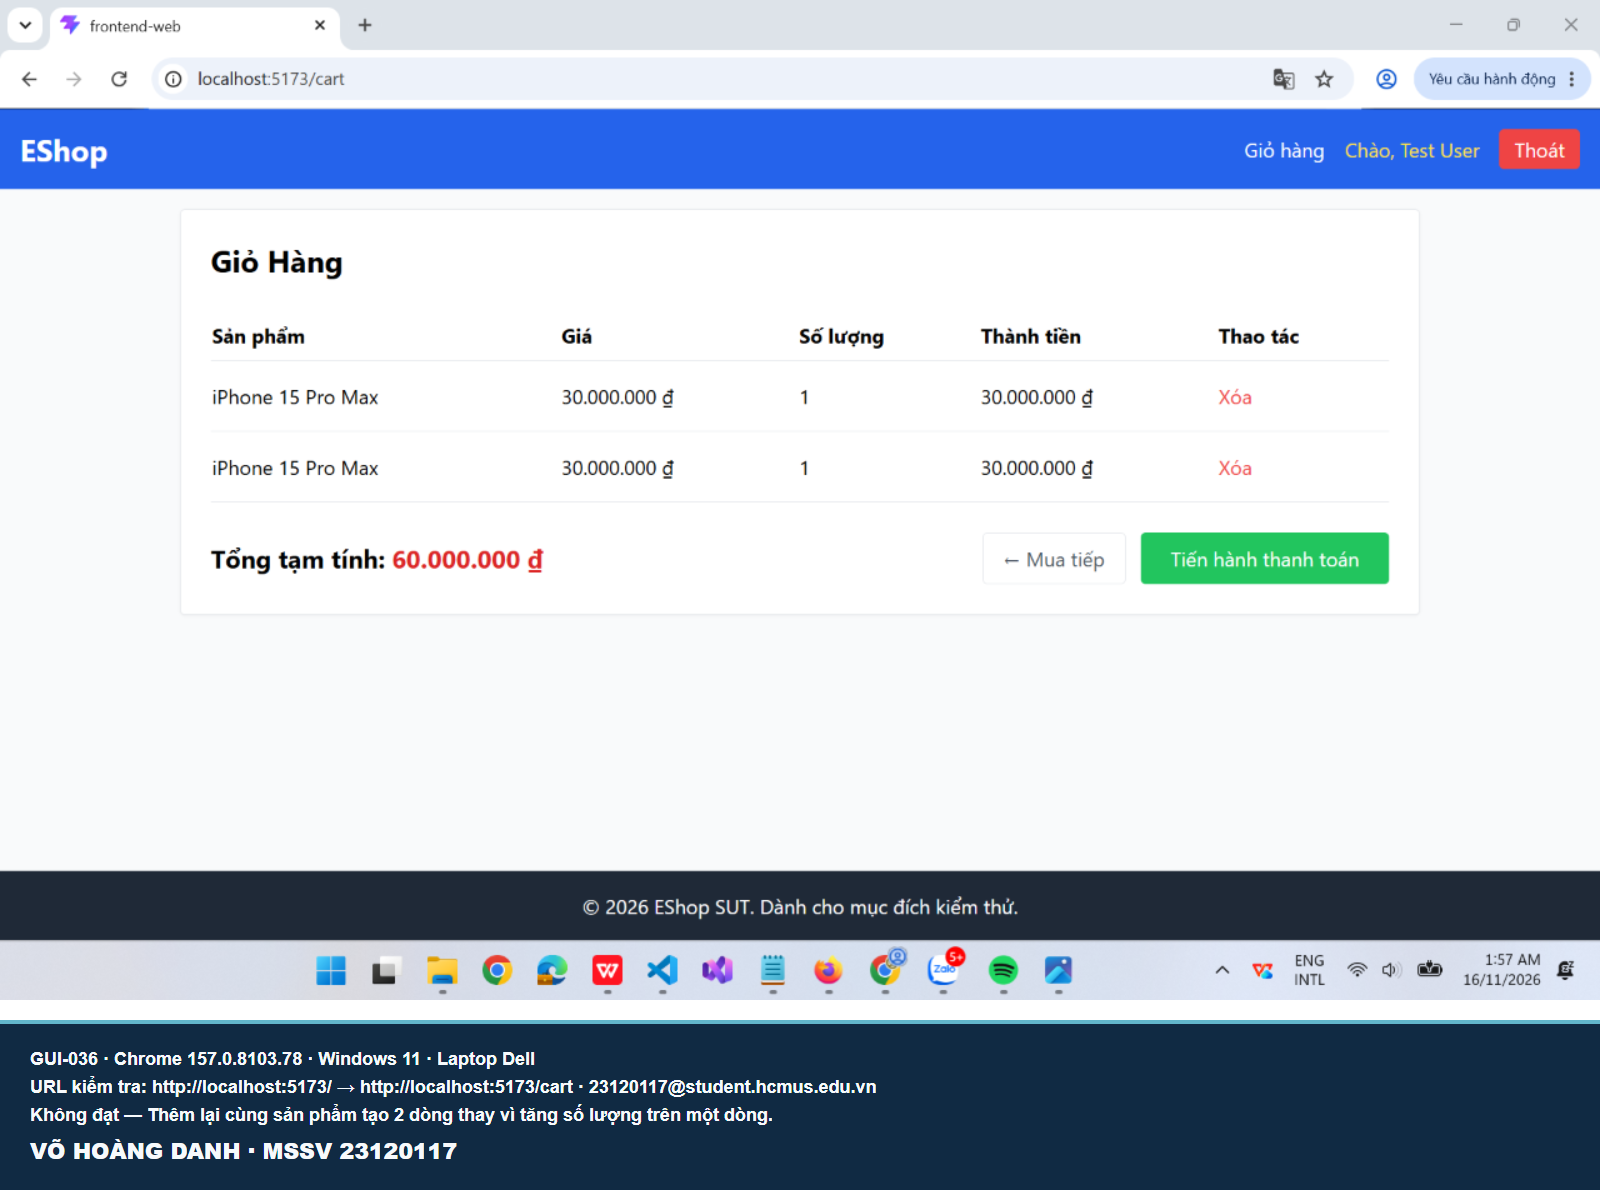 frontend-web
localhost:5173/cart
Yêu cầu hành động
EShop
Giỏ hàng
Chào, Test User
Thoát
Giỏ Hàng
Sản phẩm Giá Số lượng Thành tiền Thao tác
iPhone 15 Pro Max 30.000.000 ₫ 1 30.000.000 ₫ Xóa
iPhone 15 Pro Max 30.000.000 ₫ 1 30.000.000 ₫ Xóa
Tổng tạm tính: 60.000.000 ₫
← Mua tiếp
Tiến hành thanh toán
© 2026 EShop SUT. Dành cho mục đích kiểm thử.
Zalo
5+
ENG
INTL
1:57 AM
16/11/2026
GUI-036 · Chrome 157.0.8103.78 · Windows 11 · Laptop Dell
URL kiểm tra: http://localhost:5173/ → http://localhost:5173/cart · 23120117@student.hcmus.edu.vn
Không đạt — Thêm lại cùng sản phẩm tạo 2 dòng thay vì tăng số lượng trên một dòng.
VÕ HOÀNG DANH · MSSV 23120117